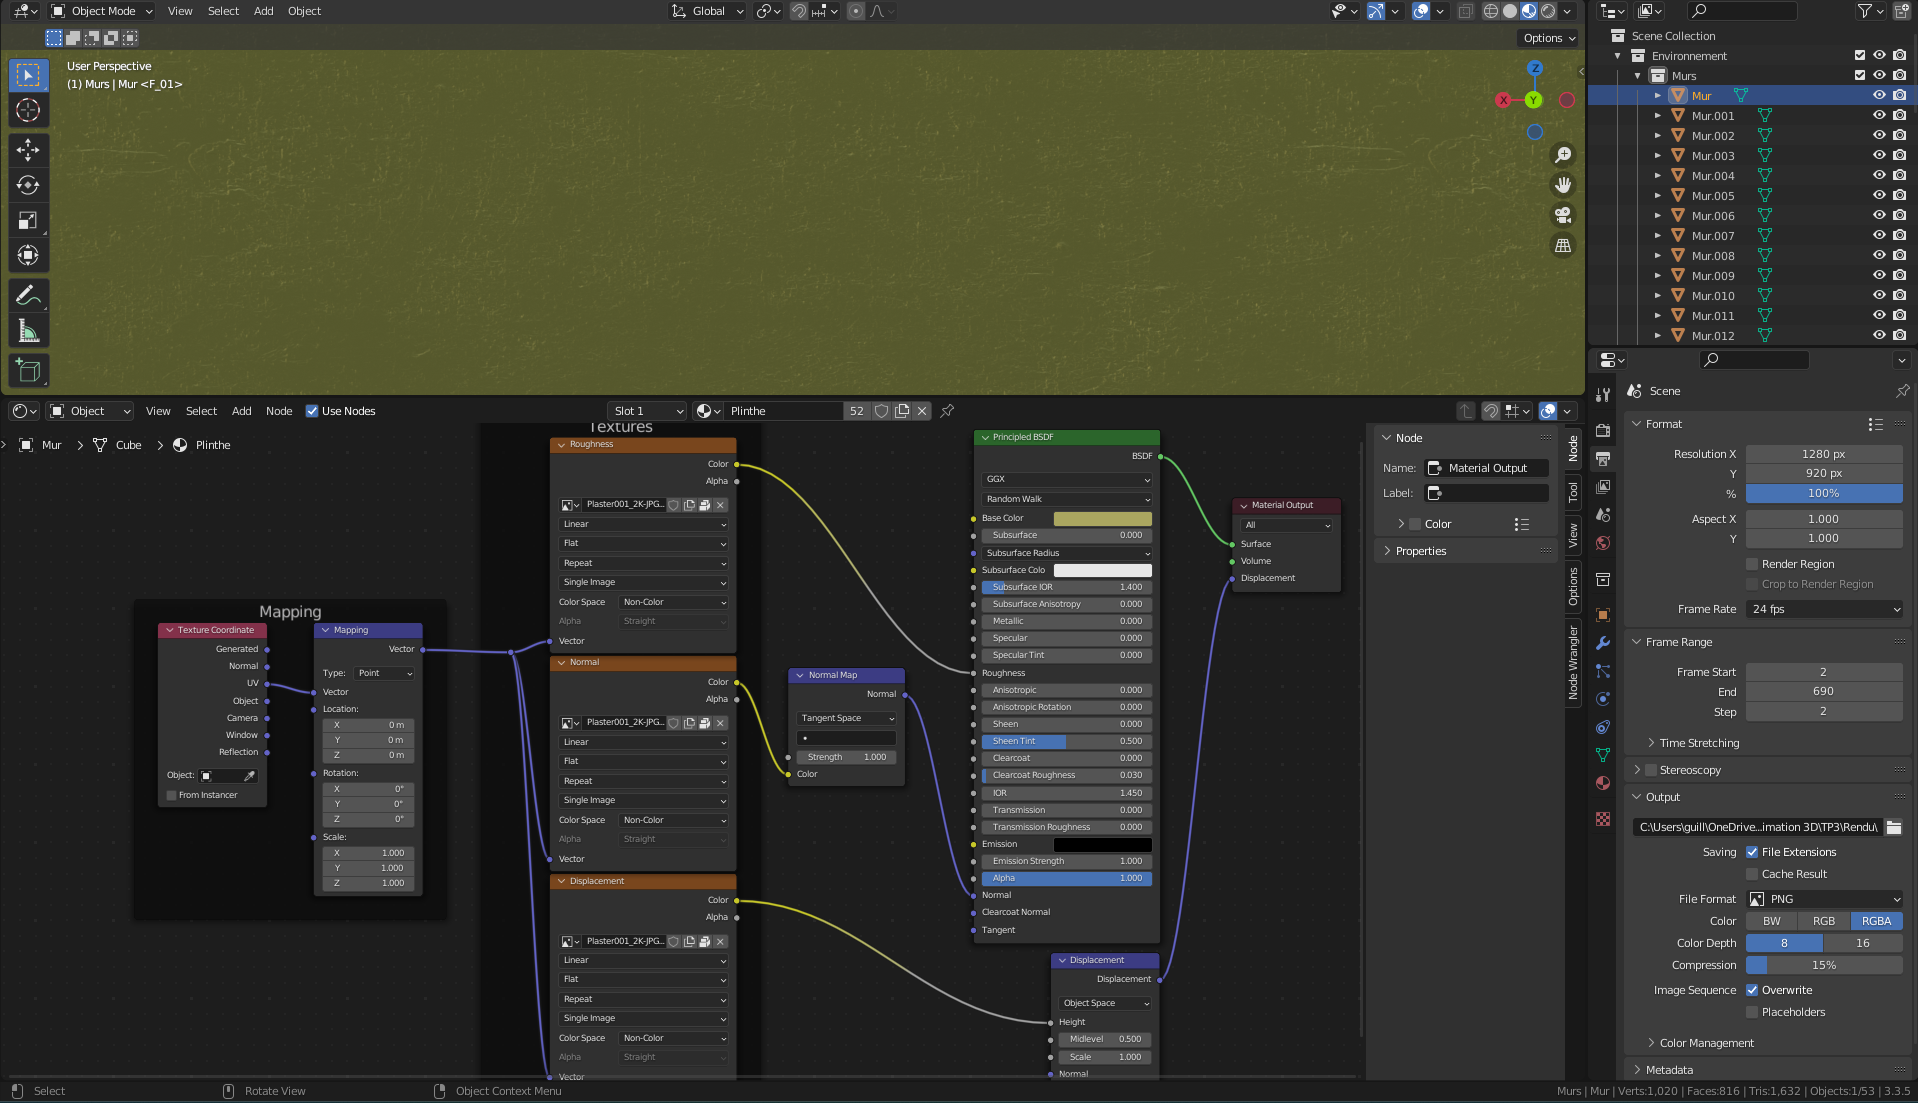 Object Mode View Select Add Object Global
Options
User Perspective
(1) Murs | Mur <F_01>
Z
X
Y
Scene Collection
Environnement
Murs
Mur
Mur.001
Mur.002
Mur.003
Mur.004
Mur.005
Mur.006
Mur.007
Mur.008
Mur.009
Mur.010
Mur.011
Mur.012
Object View Select Add Node Use Nodes Slot 1 Plinthe 52
Mur Cube Plinthe
Mapping
Texture Coordinate
Generated
Normal
UV
Object
Camera
Window
Reflection
Object:
From Instancer
Mapping
Vector
Type: Point
Vector
Location:
X 0 m
Y 0 m
Z 0 m
Rotation:
X 0°
Y 0°
Z 0°
Scale:
X 1.000
Y 1.000
Z 1.000
Textures
Roughness
Color
Alpha
Plaster001_2K-JPG...
Linear
Flat
Repeat
Single Image
Color Space Non-Color
Alpha Straight
Vector
Normal
Color
Alpha
Plaster001_2K-JPG...
Linear
Flat
Repeat
Single Image
Color Space Non-Color
Alpha Straight
Vector
Displacement
Color
Alpha
Plaster001_2K-JPG...
Linear
Flat
Repeat
Single Image
Color Space Non-Color
Alpha Straight
Vector
Normal Map
Normal
Tangent Space
Strength 1.000
Color
Principled BSDF
BSDF
GGX
Random Walk
Base Color
Subsurface 0.000
Subsurface Radius
Subsurface Colo
Subsurface IOR 1.400
Subsurface Anisotropy 0.000
Metallic 0.000
Specular 0.000
Specular Tint 0.000
Roughness
Anisotropic 0.000
Anisotropic Rotation 0.000
Sheen 0.000
Sheen Tint 0.500
Clearcoat 0.000
Clearcoat Roughness 0.030
IOR 1.450
Transmission 0.000
Transmission Roughness 0.000
Emission
Emission Strength 1.000
Alpha 1.000
Normal
Clearcoat Normal
Tangent
Displacement
Displacement
Object Space
Height
Midlevel 0.500
Scale 1.000
Normal
Material Output
All
Surface
Volume
Displacement
Node
Name: Material Output
Label:
Color
Properties
Node
Tool
View
Options
Node Wrangler
Scene
Format
Resolution X 1280 px
Y 920 px
% 100%
Aspect X 1.000
Y 1.000
Render Region
Crop to Render Region
Frame Rate 24 fps
Frame Range
Frame Start 2
End 690
Step 2
Time Stretching
Stereoscopy
Output
C:\Users\guill\OneDrive...imation 3D\TP3\Rendu\
Saving File Extensions
Cache Result
File Format PNG
Color BW RGB RGBA
Color Depth 8 16
Compression 15%
Image Sequence Overwrite
Placeholders
Color Management
Metadata
Select Rotate View Object Context Menu Murs | Mur | Verts:1,020 | Faces:816 | Tris:1,632 | Objects:1/53 | 3.3.5